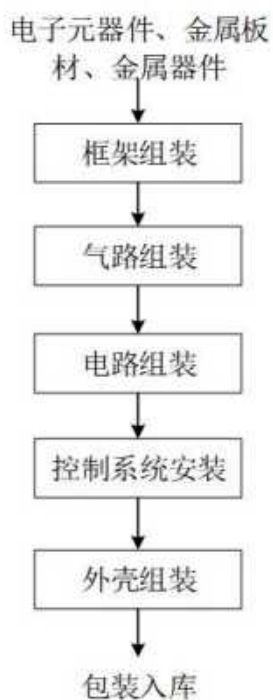 电子元器件、金属板
材、金属器件
框架组装
气路组装
电路组装
控制系统安装
外壳组装
包装入库